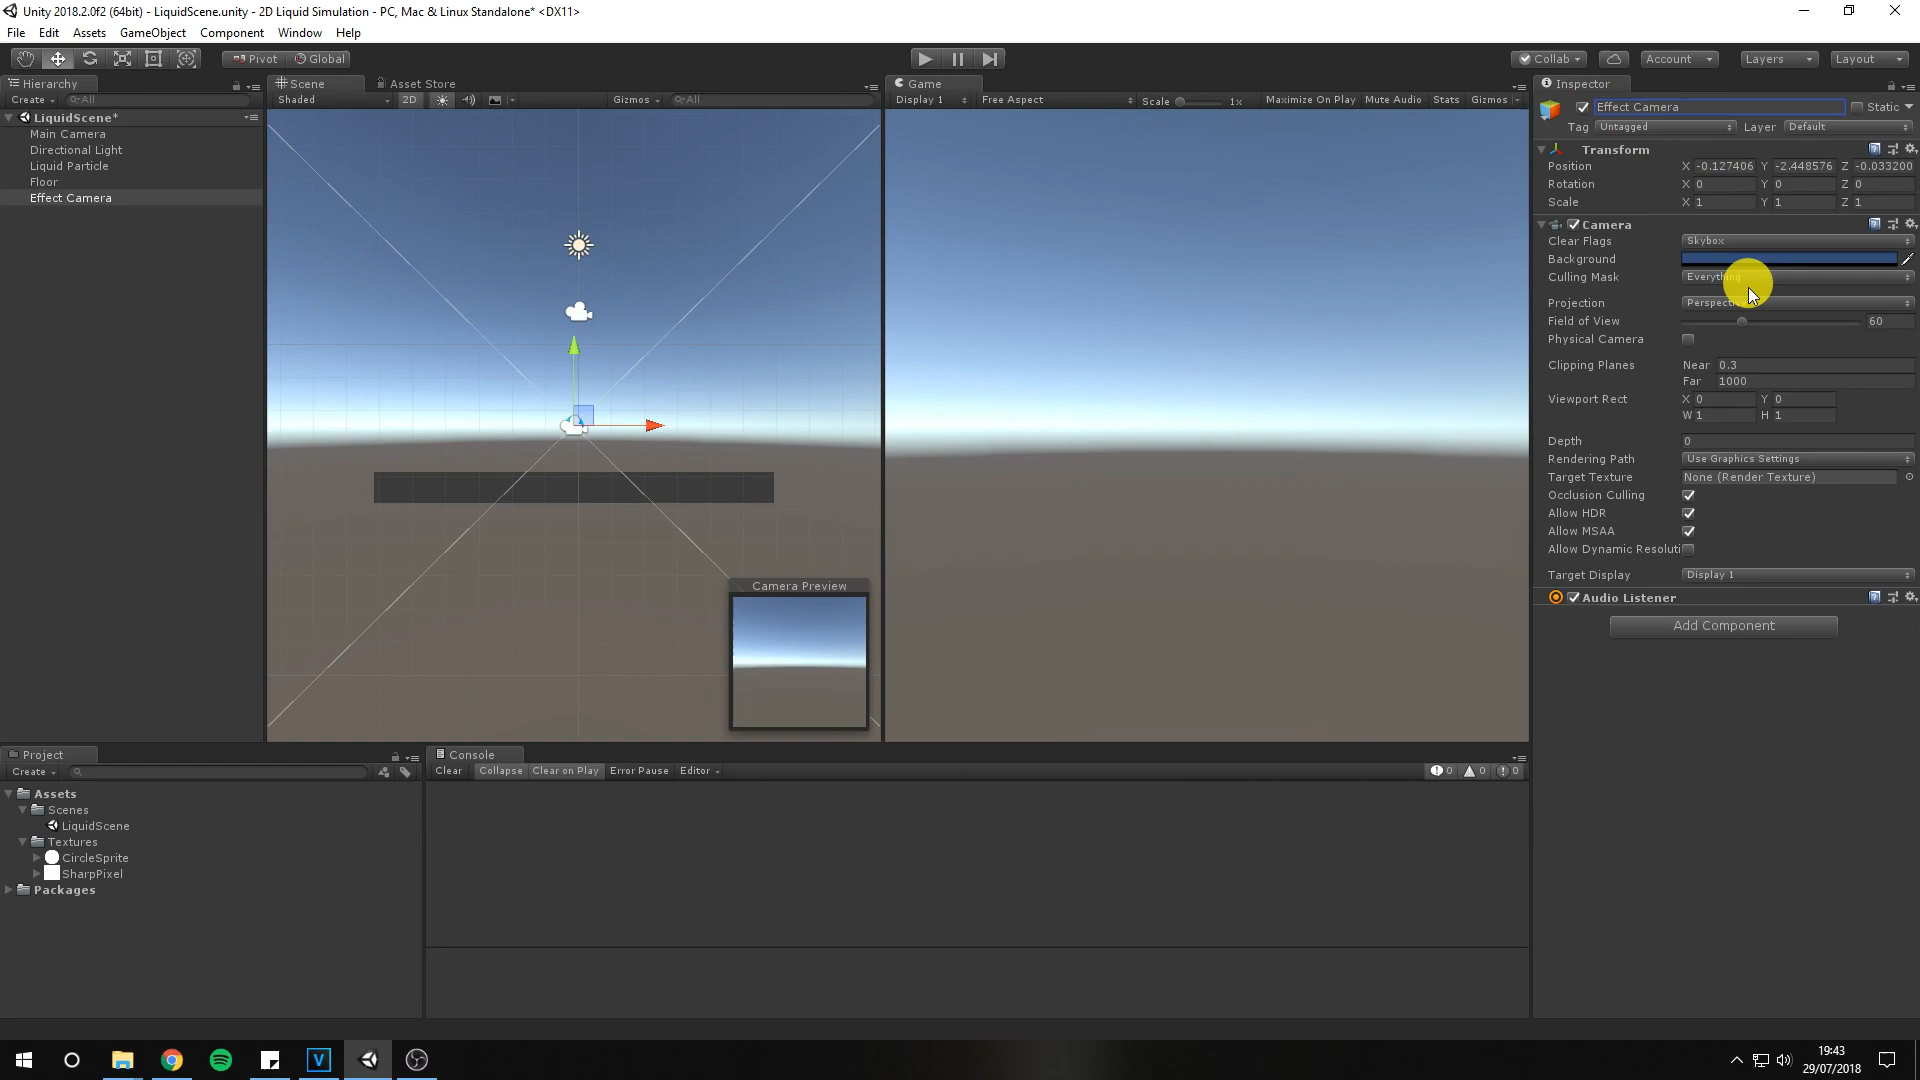 Unity 2018.2.0f2 (64bit) - LiquidScene.unity - 2D Liquid Simulation - PC, Mac & Linux Standalone* <DX11>
File Edit Assets GameObject Component Window Help
Pivot Global Collab Account Layers Layout
Hierarchy
Create All
LiquidScene*
Main Camera
Directional Light
Liquid Particle
Floor
Effect Camera
Scene Asset Store
Shaded 2D Gizmos All
Camera Preview
Game
Display 1 Free Aspect Scale 1x Maximize On Play Mute Audio Stats Gizmos
Inspector
Effect Camera Static
Tag Untagged Layer Default
Transform
Position X -0.127406 Y -2.448576 Z -0.033200
Rotation X 0 Y 0 Z 0
Scale X 1 Y 1 Z 1
Camera
Clear Flags Skybox
Background
Culling Mask Everything
Projection Perspective
Field of View 60
Physical Camera
Clipping Planes Near 0.3
Far 1000
Viewport Rect X 0 Y 0
W 1 H 1
Depth 0
Rendering Path Use Graphics Settings
Target Texture None (Render Texture)
Occlusion Culling
Allow HDR
Allow MSAA
Allow Dynamic Resoluti
Target Display Display 1
Audio Listener
Add Component
Project
Create
Assets
Scenes
LiquidScene
Textures
CircleSprite
SharpPixel
Packages
Console
Clear Collapse Clear on Play Error Pause Editor 0 0 0
V
19:43
29/07/2018